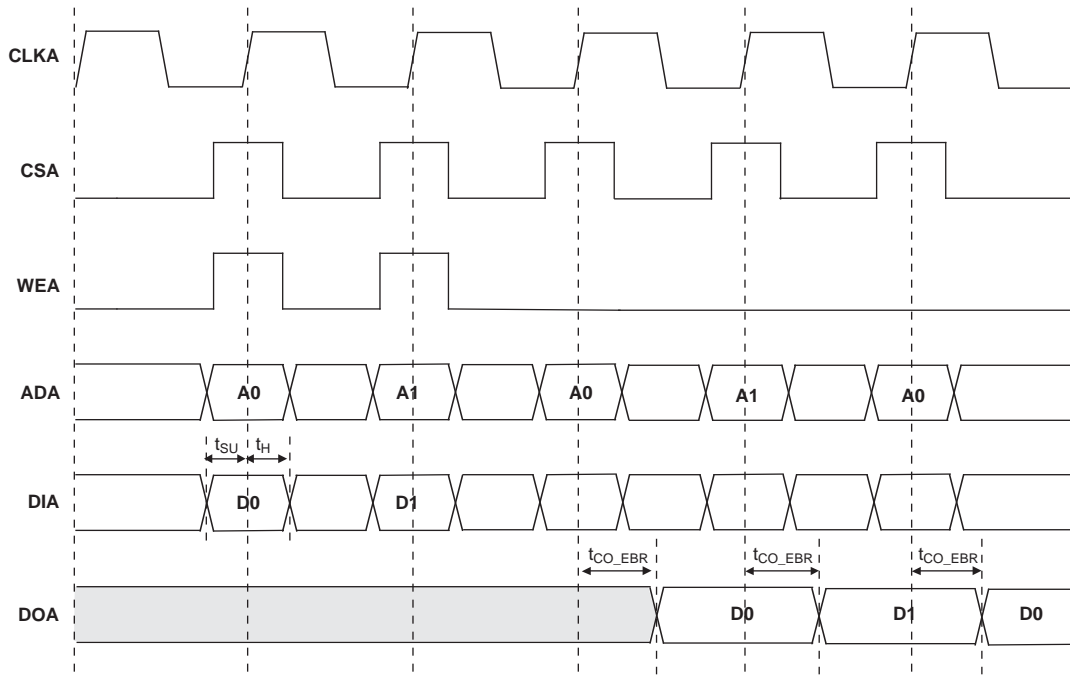 CLKA
CSA
WEA
ADA A0 A1 A0 A1 A0
tSU tH
DIA D0 D1
tCO_EBR tCO_EBR tCO_EBR
DOA D0 D1 D0